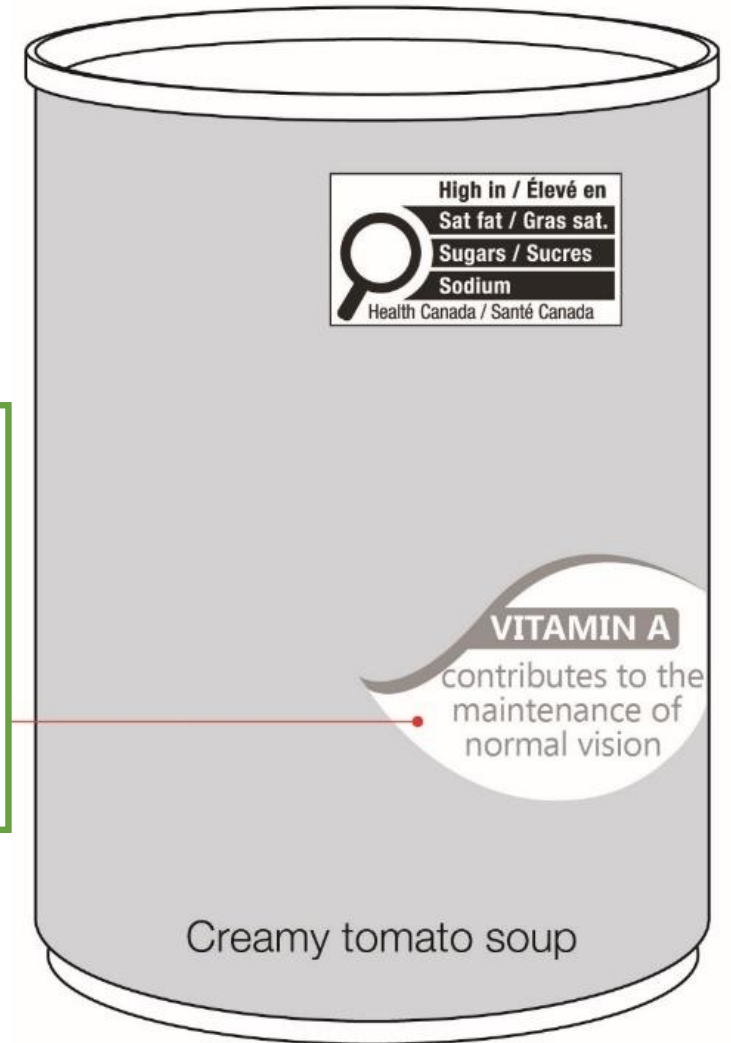 High in / Élevé en
Sat fat / Gras sat.
Sugars / Sucres
Sodium
Health Canada / Santé Canada
VITAMIN A
contributes to the
maintenance of
normal vision
Creamy tomato soup